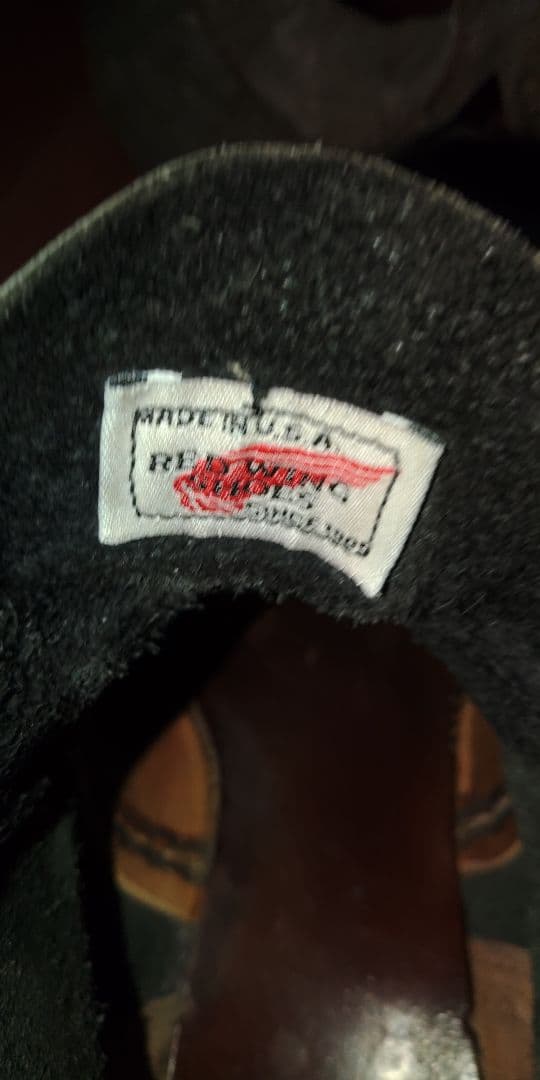 MADE IN U.S.A
RED WING
SHOES
SINCE 1905